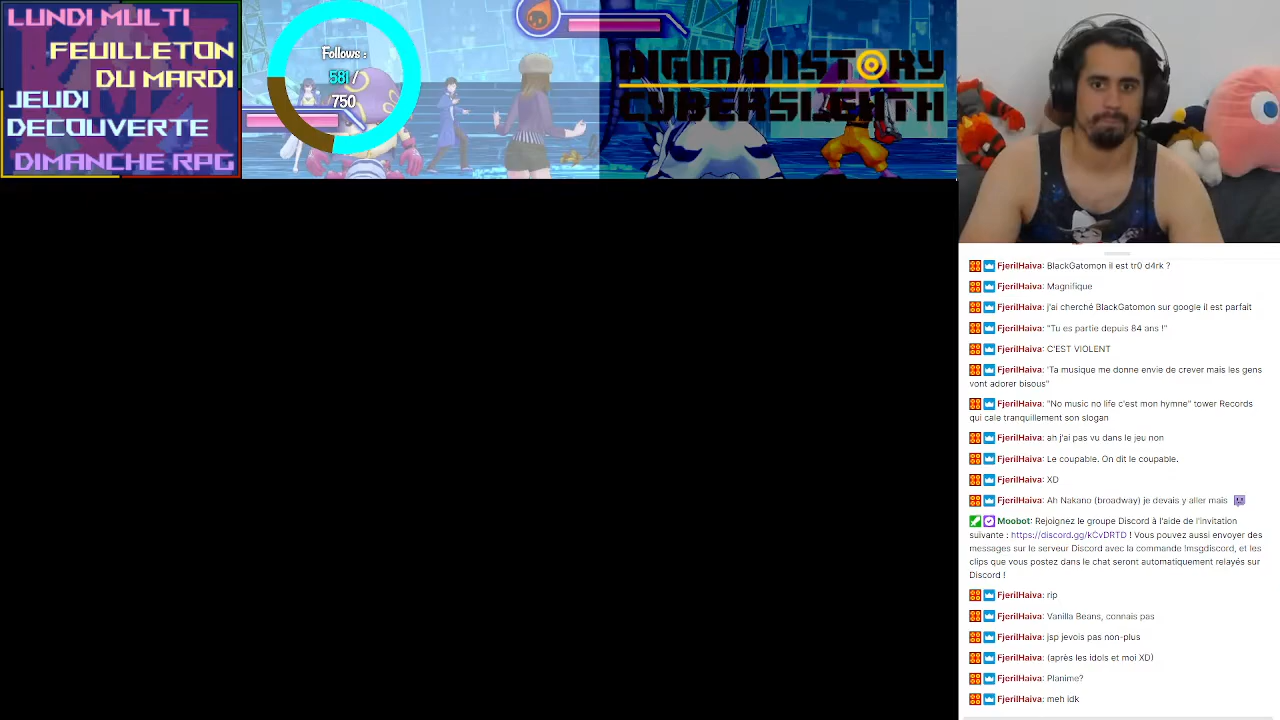 LUNDI MULTI
FEUILLETON
DU MARDI
JEUDI
DECOUVERTE
DIMANCHE RPG
Follows :
581 /
750
DIGIMONSTORY
CYBERSLEUTH
FjerilHaiva: BlackGatomon il est tr0 d4rk ?
FjerilHaiva: Magnifique
FjerilHaiva: j'ai cherché BlackGatomon sur google il est parfait
FjerilHaiva: "Tu es partie depuis 84 ans !"
FjerilHaiva: C'EST VIOLENT
FjerilHaiva: 'Ta musique me donne envie de crever mais les gens
vont adorer bisous"
FjerilHaiva: "No music no life c'est mon hymne" tower Records
qui cale tranquillement son slogan
FjerilHaiva: ah j'ai pas vu dans le jeu non
FjerilHaiva: Le coupable. On dit le coupable.
FjerilHaiva: XD
FjerilHaiva: Ah Nakano (broadway) je devais y aller mais
Moobot: Rejoignez le groupe Discord à l'aide de l'invitation
suivante : https://discord.gg/kCvDRTD ! Vous pouvez aussi envoyer des
messages sur le serveur Discord avec la commande !msgdiscord, et les
clips que vous postez dans le chat seront automatiquement relayés sur
Discord !
FjerilHaiva: rip
FjerilHaiva: Vanilla Beans, connais pas
FjerilHaiva: jsp jevois pas non-plus
FjerilHaiva: (après les idols et moi XD)
FjerilHaiva: Planime?
FjerilHaiva: meh idk